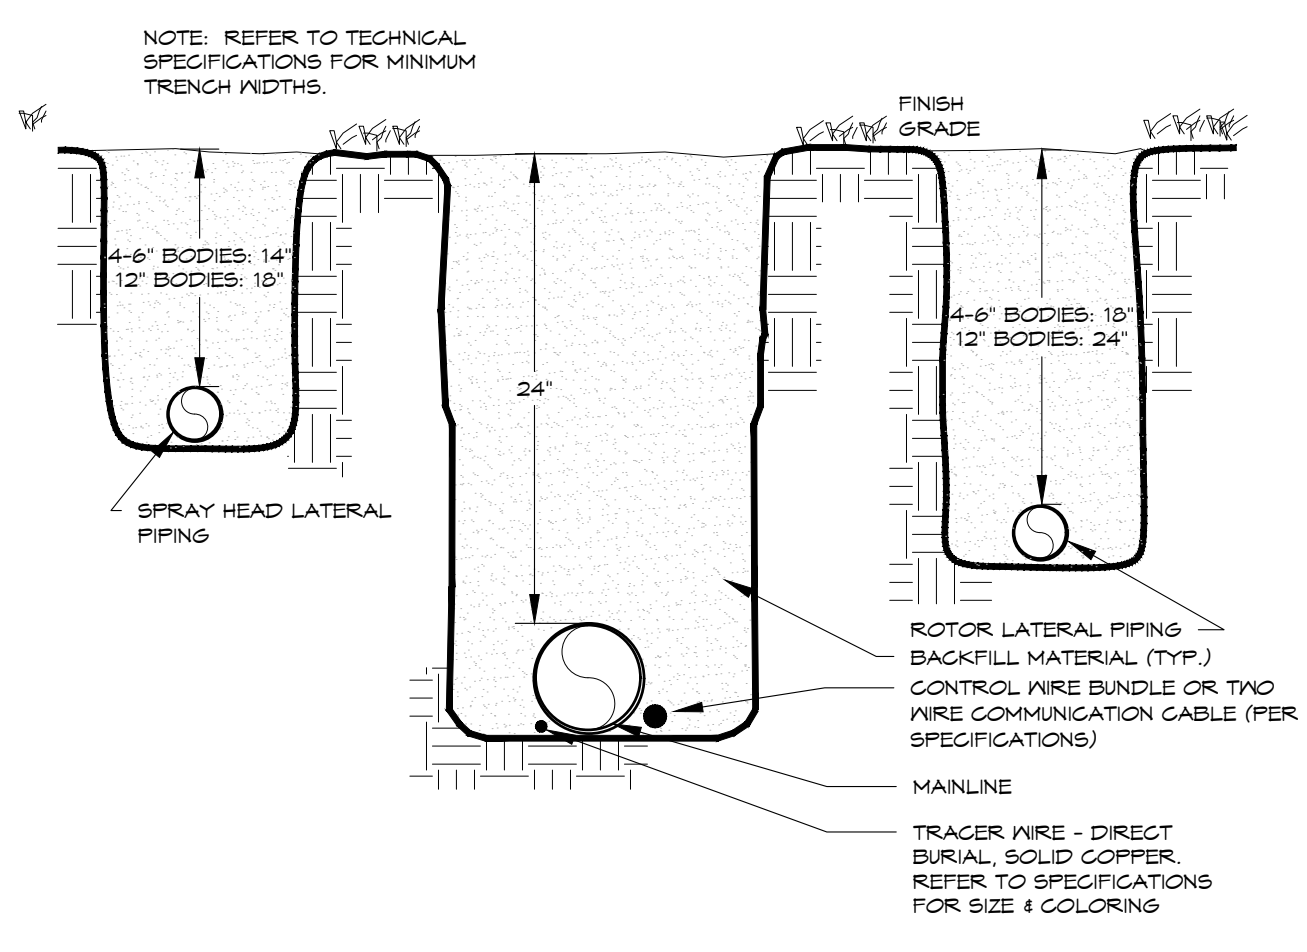 NOTE: REFER TO TECHNICAL
SPECIFICATIONS FOR MINIMUM
TRENCH WIDTHS.
FINISH
GRADE
4-6" BODIES: 14"
12" BODIES: 18"
24"
4-6" BODIES: 18"
12" BODIES: 24"
SPRAY HEAD LATERAL
PIPING
ROTOR LATERAL PIPING
BACKFILL MATERIAL (TYP.)
CONTROL WIRE BUNDLE OR TWO
WIRE COMMUNICATION CABLE (PER
SPECIFICATIONS)
MAINLINE
TRACER WIRE - DIRECT
BURIAL, SOLID COPPER.
REFER TO SPECIFICATIONS
FOR SIZE & COLORING